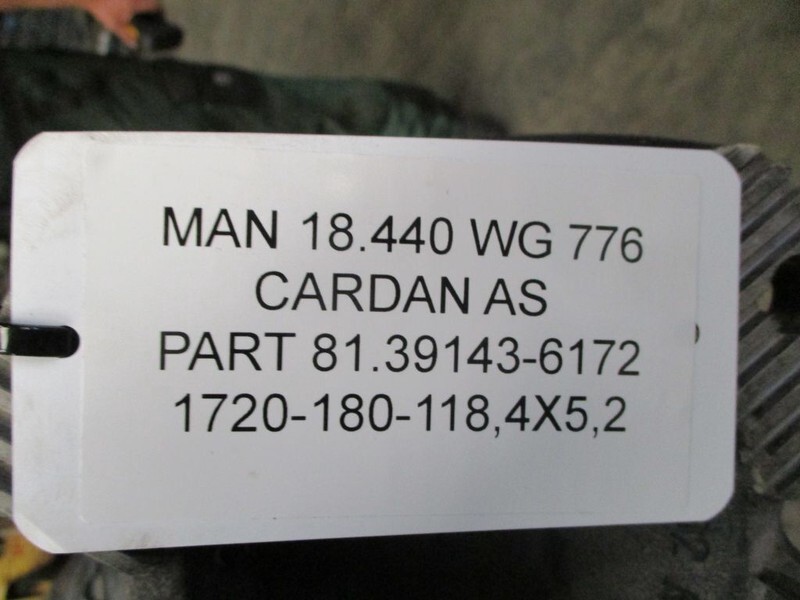 MAN 18.440 WG 776
CARDAN AS
PART 81.39143-6172
1720-180-118,4X5,2